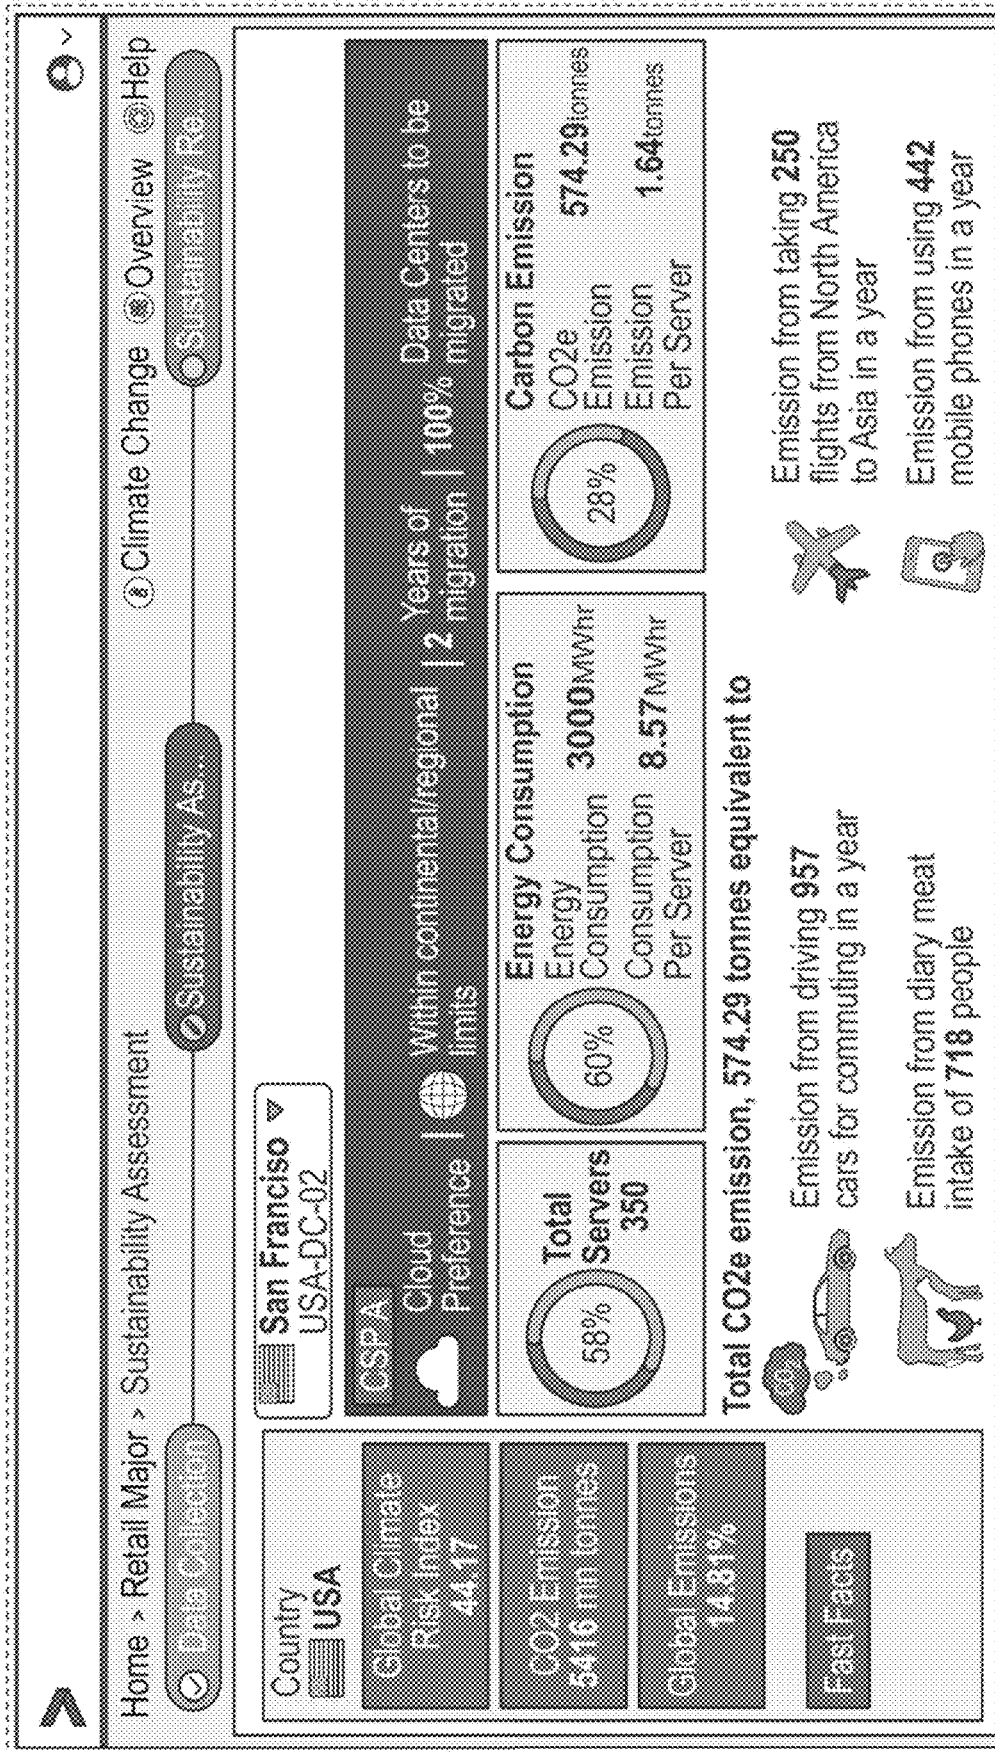 Home > Retail Major > Sustainability Assessment
Climate Change
Overview
Help
Data Collection
Sustainability As...
Sustainability Re...
Country
USA
Global Climate
Risk Index
44.17
CO2 Emission
5416 mn tonnes
Global Emissions
14.81%
Fast Facts
San Franciso
USA-DC-02
CSP A
Cloud
Preference
Within continental/regional
limits
2 Years of
migration
100% Data Centers to be
migrated
58%
Total
Servers
350
Energy Consumption
60%
Energy
Consumption 3000MWhr
Consumption 8.57MWhr
Per Server
Carbon Emission
28%
CO2e
Emission 574.29tonnes
Emission 1.64tonnes
Per Server
Total CO2e emission, 574.29 tonnes equivalent to
Emission from driving 957
cars for commuting in a year
Emission from taking 250
flights from North America
to Asia in a year
Emission from diary meat
intake of 718 people
Emission from using 442
mobile phones in a year